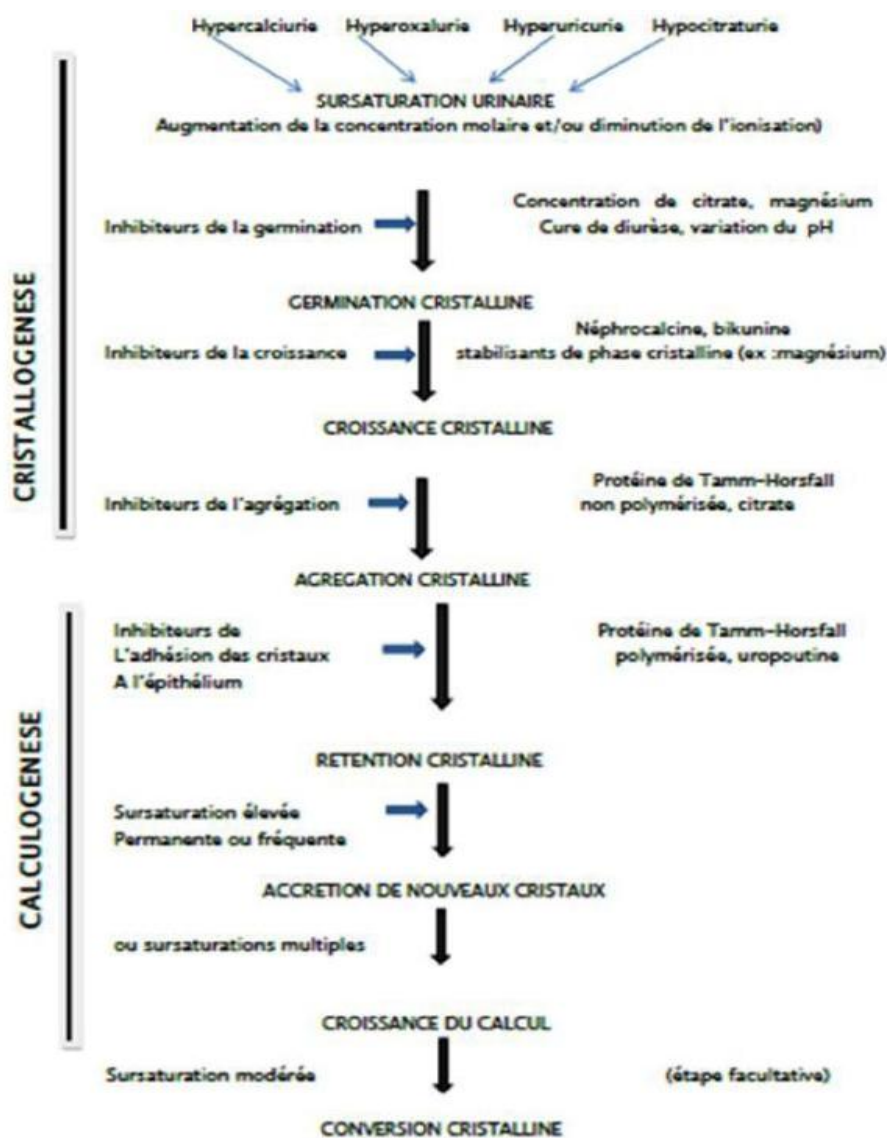 Hypercalciurie Hyperoxalurie Hyperuricurie Hypocitraturie
SURSATURATION URINAIRE
Augmentation de la concentration molaire et/ou diminution de l'ionisation)
Concentration de citrate, magnésium
Inhibiteurs de la germination Cure de diurèse, variation du pH
GERMINATION CRISTALLINE
Néphrocalcine, bikunine
Inhibiteurs de la croissance stabilisants de phase cristalline (ex :magnésium)
CROISSANCE CRISTALLINE
Protéine de Tamm-Horsfall
Inhibiteurs de l'agrégation non polymérisée, citrate
AGREGATION CRISTALLINE
CRISTALLOGENESE
Inhibiteurs de Protéine de Tamm-Horsfall
L'adhésion des cristaux polymérisée, uropoutine
A l'épithélium
RETENTION CRISTALLINE
Sursaturation élevée
Permanente ou fréquente
ACCRETION DE NOUVEAUX CRISTAUX
ou sursaturations multiples
CROISSANCE DU CALCUL
CALCULOGENESE
Sursaturation modérée (étape facultative)
CONVERSION CRISTALLINE